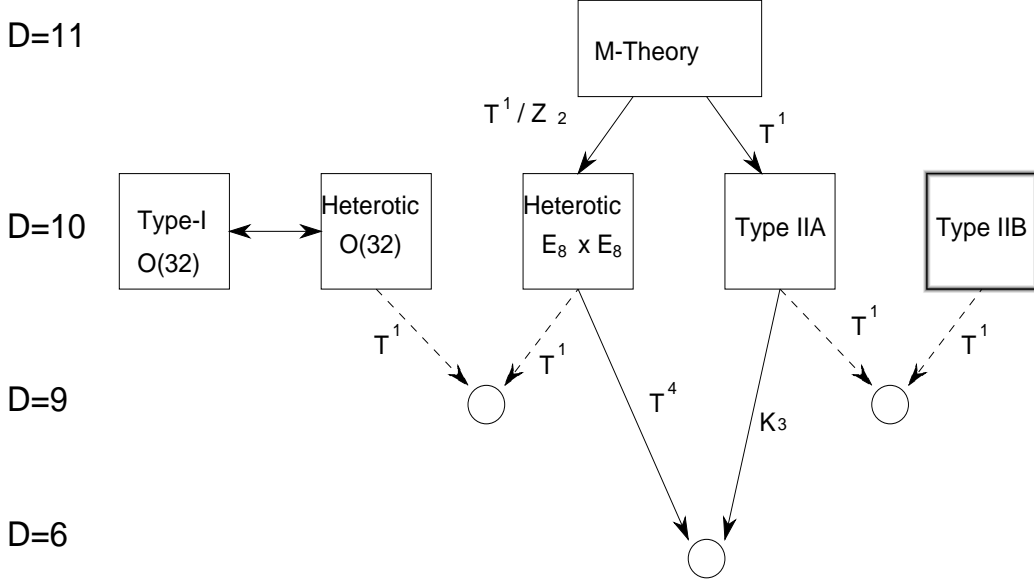 D=11
M-Theory
T¹ / Z₂
T¹
D=10
Type-I
O(32)
Heterotic
O(32)
Heterotic
E₈ x E₈
Type IIA
Type IIB
T¹
T¹
T¹
T¹
D=9
T⁴
K₃
D=6